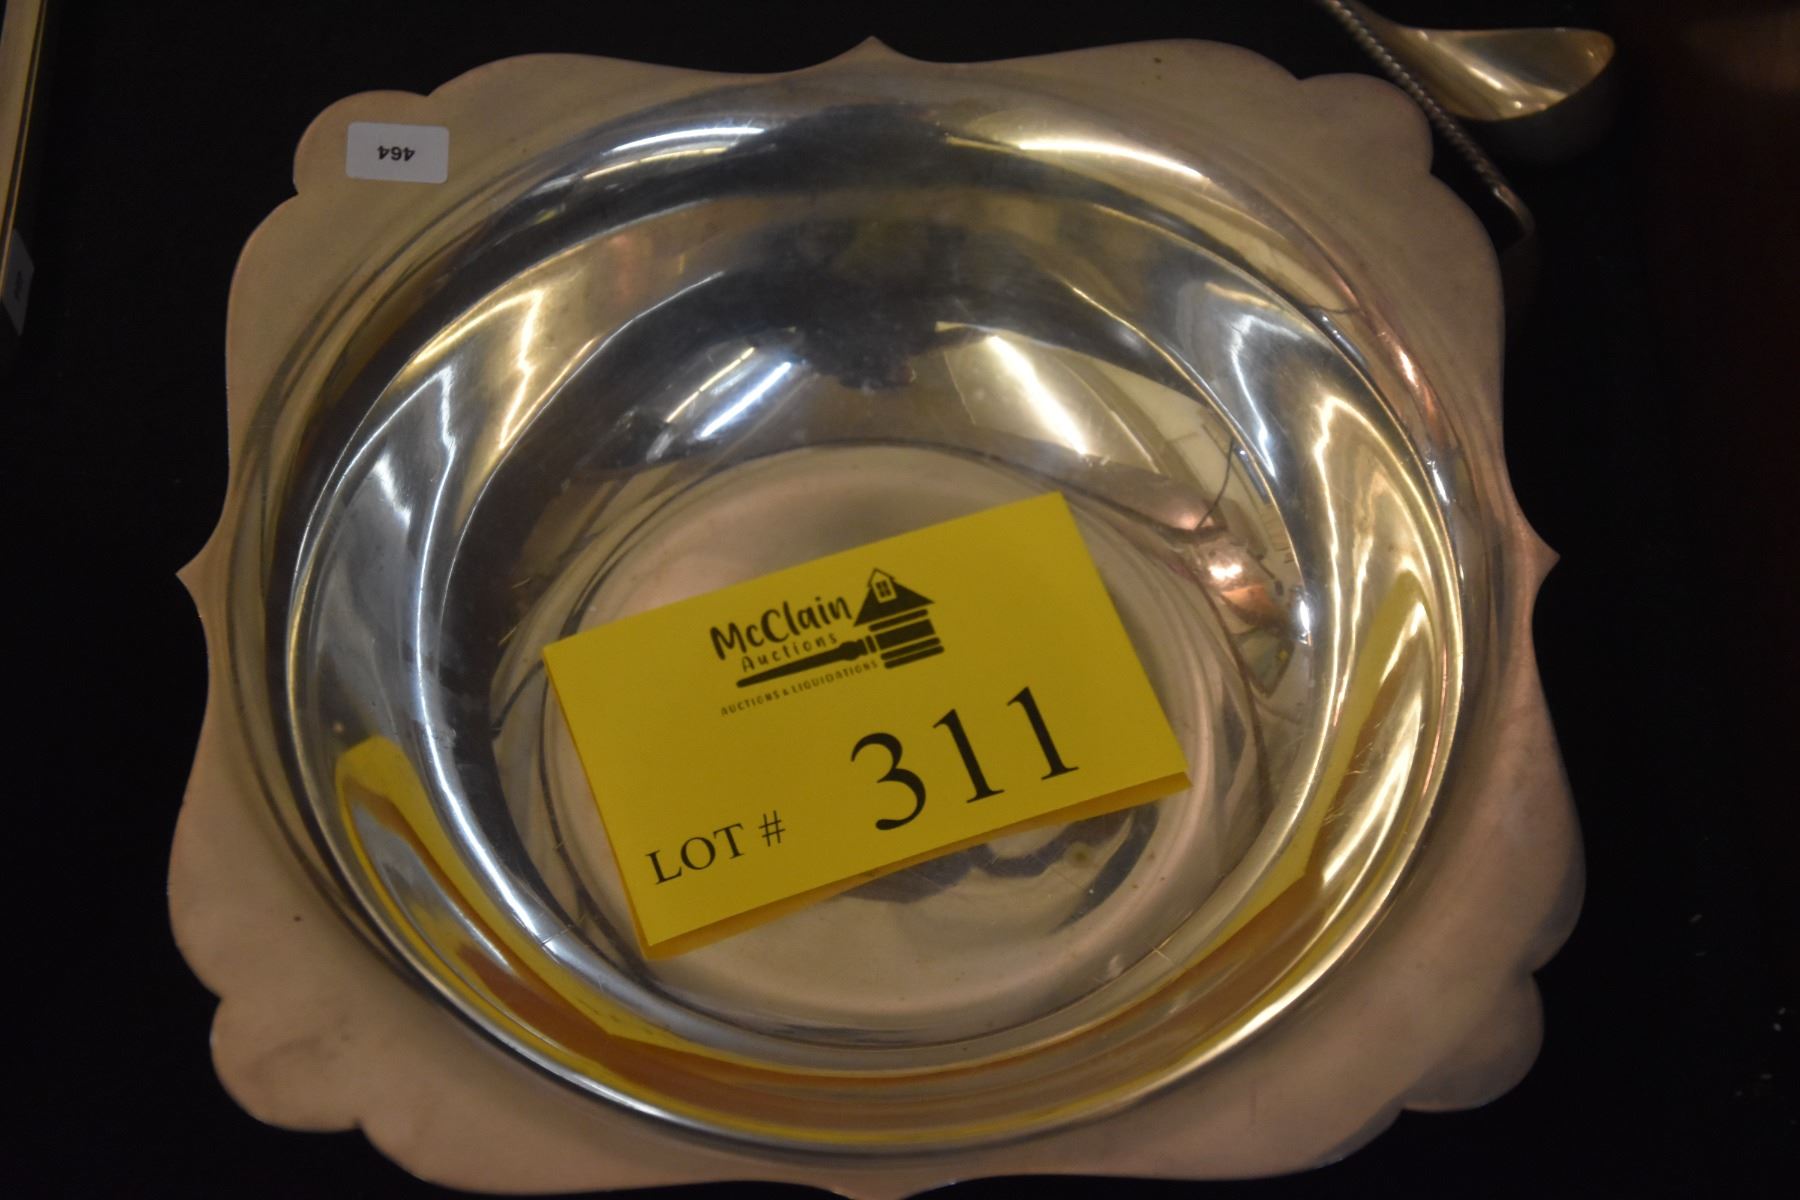 464
McClain
Auctions
AUCTIONS & LIQUIDATIONS
LOT # 311